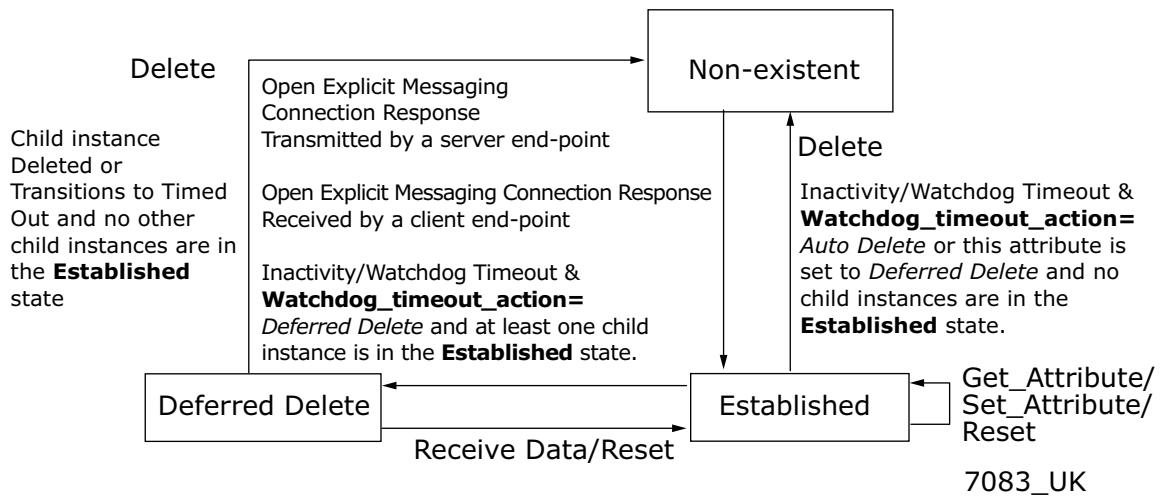 Non-existent
Delete
Open Explicit Messaging
Connection Response
Transmitted by a server end-point
Open Explicit Messaging Connection Response
Received by a client end-point
Inactivity/Watchdog Timeout &
Watchdog_timeout_action=
Deferred Delete and at least one child
instance is in the Established state.
Child instance
Deleted or
Transitions to Timed
Out and no other
child instances are in
the Established
state
Delete
Inactivity/Watchdog Timeout &
Watchdog_timeout_action=
Auto Delete or this attribute is
set to Deferred Delete and no
child instances are in the
Established state.
Deferred Delete
Established
Get_Attribute/
Set_Attribute/
Reset
Receive Data/Reset
7083_UK